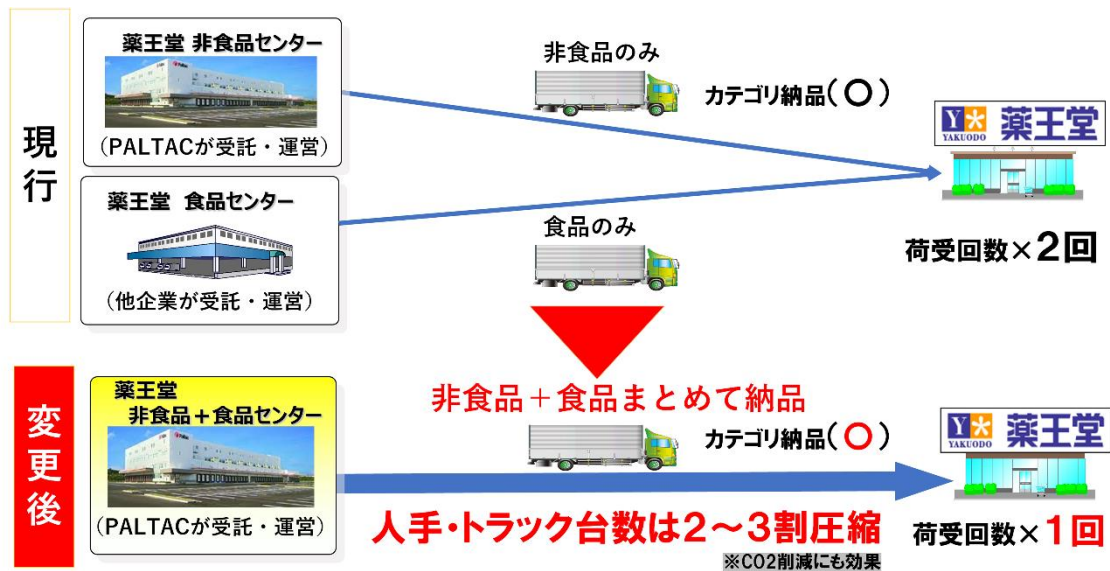 現行
薬王堂 非食品センター
(PALTACが受託・運営)
薬王堂 食品センター
(他企業が受託・運営)
非食品のみ
カテゴリ納品(〇)
食品のみ
Y
YAKUODO
薬王堂
荷受回数×2回
変更後
薬王堂
非食品+食品センター
(PALTACが受託・運営)
非食品+食品まとめて納品
カテゴリ納品(〇)
人手・トラック台数は2~3割圧縮
※CO2削減にも効果
Y
YAKUODO
薬王堂
荷受回数×1回